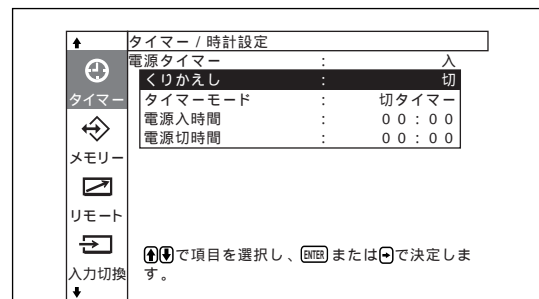 タイマー / 時計設定
電源タイマー : 入
くりかえし : 切
タイマーモード : 切タイマー
電源入時間 : 00:00
電源切時間 : 00:00
タイマー
メモリー
リモート
入力切換
で項目を選択し、ENTERまたはで決定しま
す。